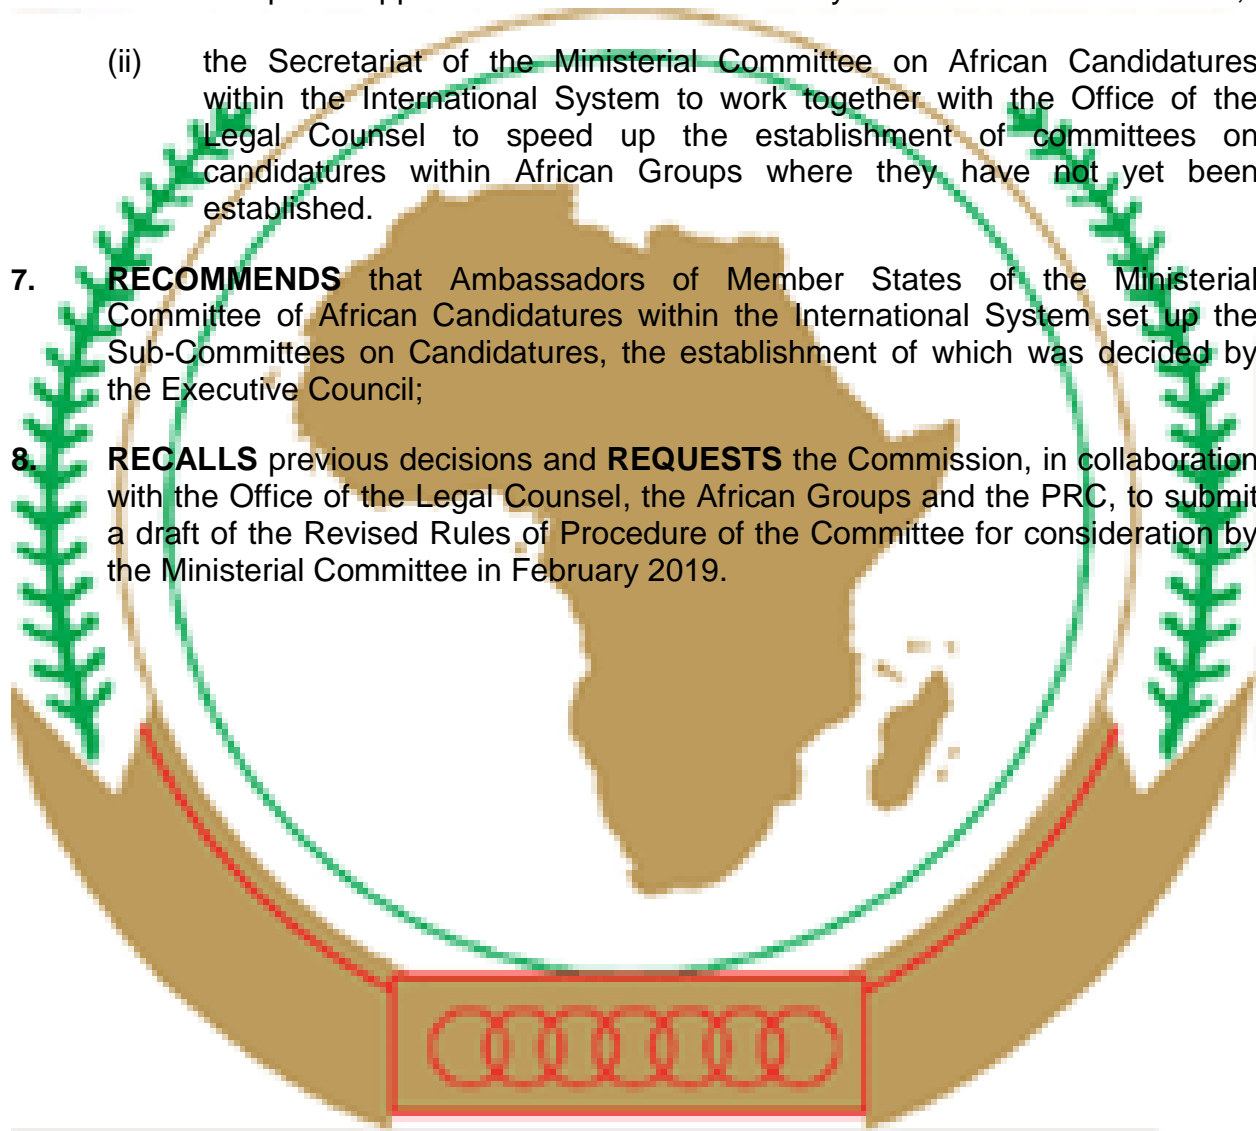 (ii) the Secretariat of the Ministerial Committee on African Candidatures
within the International System to work together with the Office of the
Legal Counsel to speed up the establishment of committees on
candidatures within African Groups where they have not yet been
established.
7. RECOMMENDS that Ambassadors of Member States of the Ministerial
Committee of African Candidatures within the International System set up the
Sub-Committees on Candidatures, the establishment of which was decided by
the Executive Council;
8. RECALLS previous decisions and REQUESTS the Commission, in collaboration
with the Office of the Legal Counsel, the African Groups and the PRC, to submit
a draft of the Revised Rules of Procedure of the Committee for consideration by
the Ministerial Committee in February 2019.